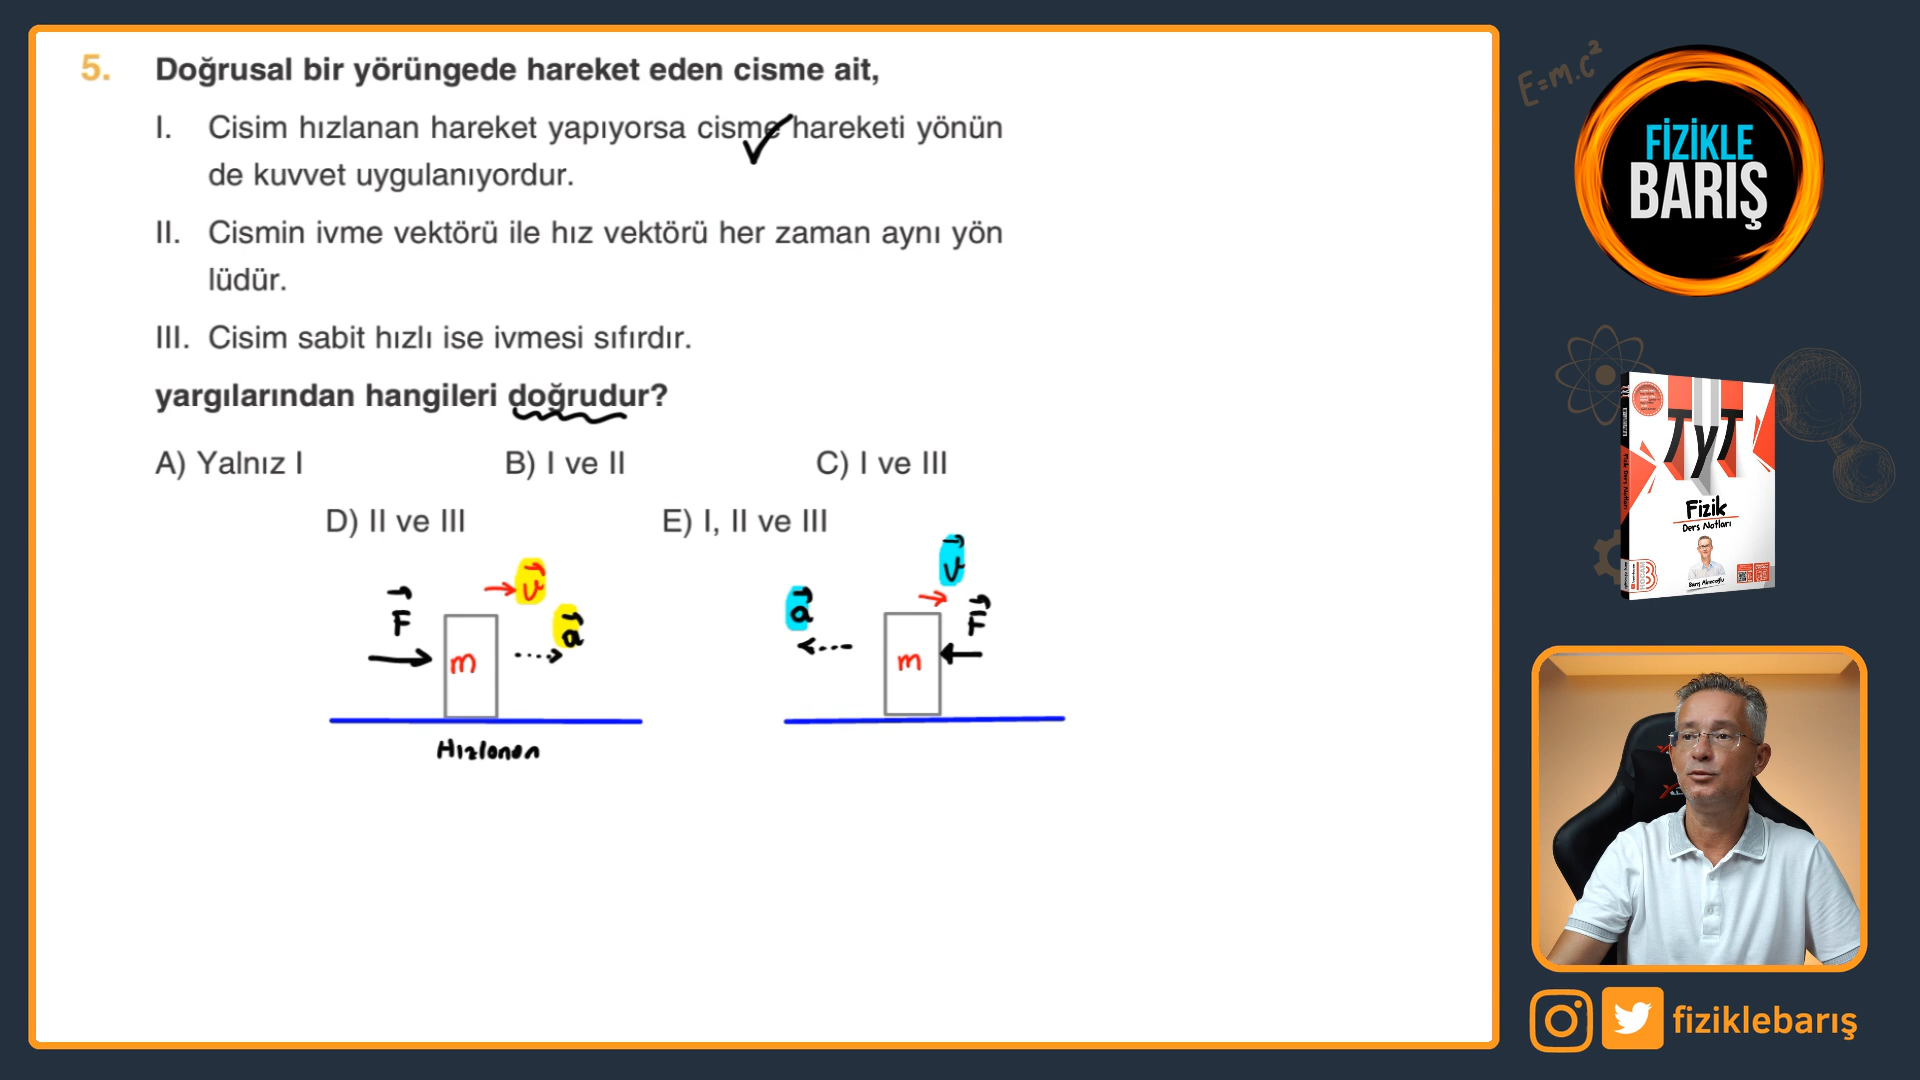 5. Doğrusal bir yörüngede hareket eden cisme ait,
I. Cisim hızlanan hareket yapıyorsa cisme hareketi yönün
de kuvvet uygulanıyordur.
II. Cismin ivme vektörü ile hız vektörü her zaman aynı yön
lüdür.
III. Cisim sabit hızlı ise ivmesi sıfırdır.
yargılarından hangileri doğrudur?
A) Yalnız I B) I ve II C) I ve III
D) II ve III E) I, II ve III
F v a m
Hızlanan
a v F m
E=m.c²
FİZİKLE
BARIŞ
TYT
Fizik
Ders Notları
fiziklebarış